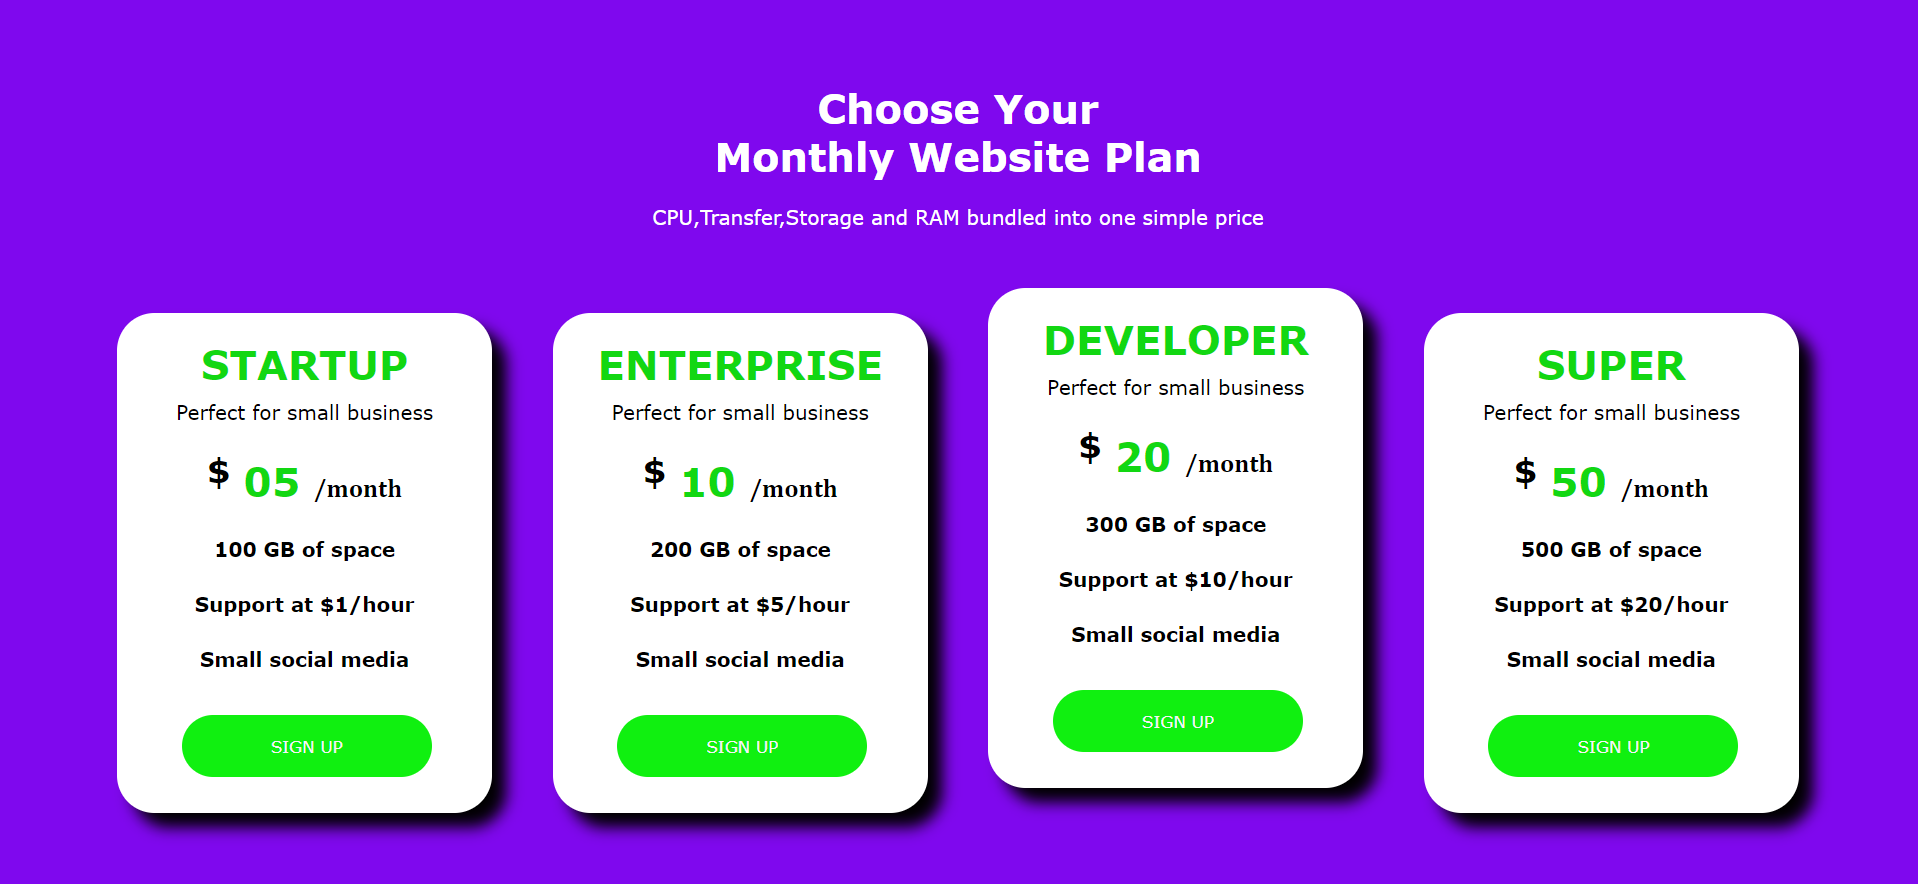 Choose Your
Monthly Website Plan
CPU,Transfer,Storage and RAM bundled into one simple price
STARTUP
Perfect for small business
$ 05 /month
100 GB of space
Support at $1/hour
Small social media
SIGN UP
ENTERPRISE
Perfect for small business
$ 10 /month
200 GB of space
Support at $5/hour
Small social media
SIGN UP
DEVELOPER
Perfect for small business
$ 20 /month
300 GB of space
Support at $10/hour
Small social media
SIGN UP
SUPER
Perfect for small business
$ 50 /month
500 GB of space
Support at $20/hour
Small social media
SIGN UP